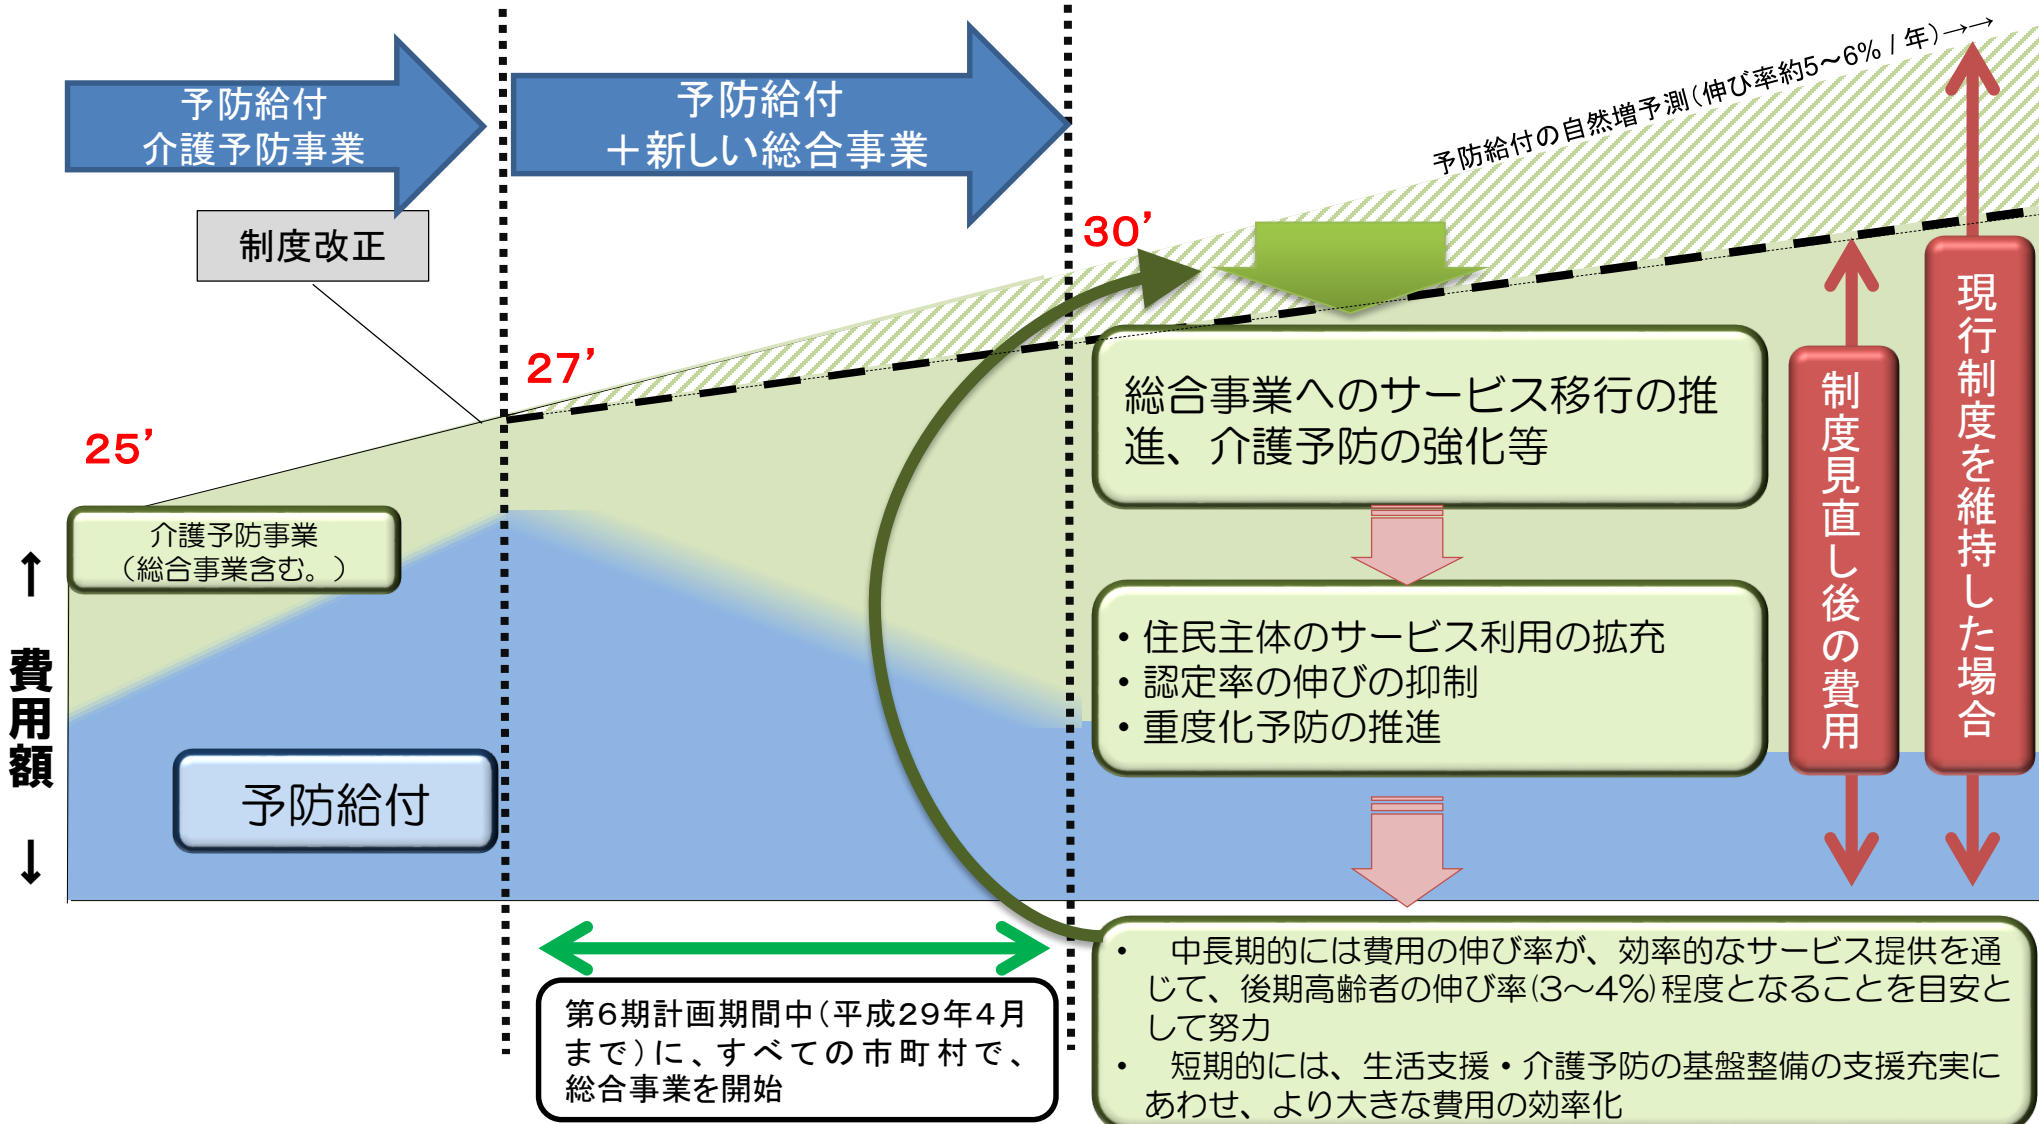 予防給付
介護予防事業
予防給付
＋新しい総合事業
予防給付の自然増予測（伸び率約5～6% / 年）→→
制度改正
25’
27’
30’
介護予防事業
（総合事業含む。）
予防給付
↑
費用額
↓
総合事業へのサービス移行の推
進、介護予防の強化等
・住民主体のサービス利用の拡充
・認定率の伸びの抑制
・重度化予防の推進
制度見直し後の費用
現行制度を維持した場合
第6期計画期間中（平成29年4月
まで）に、すべての市町村で、
総合事業を開始
・ 中長期的には費用の伸び率が、効率的なサービス提供を通
じて、後期高齢者の伸び率(3～4%)程度となることを目安と
して努力
・ 短期的には、生活支援・介護予防の基盤整備の支援充実に
あわせ、より大きな費用の効率化